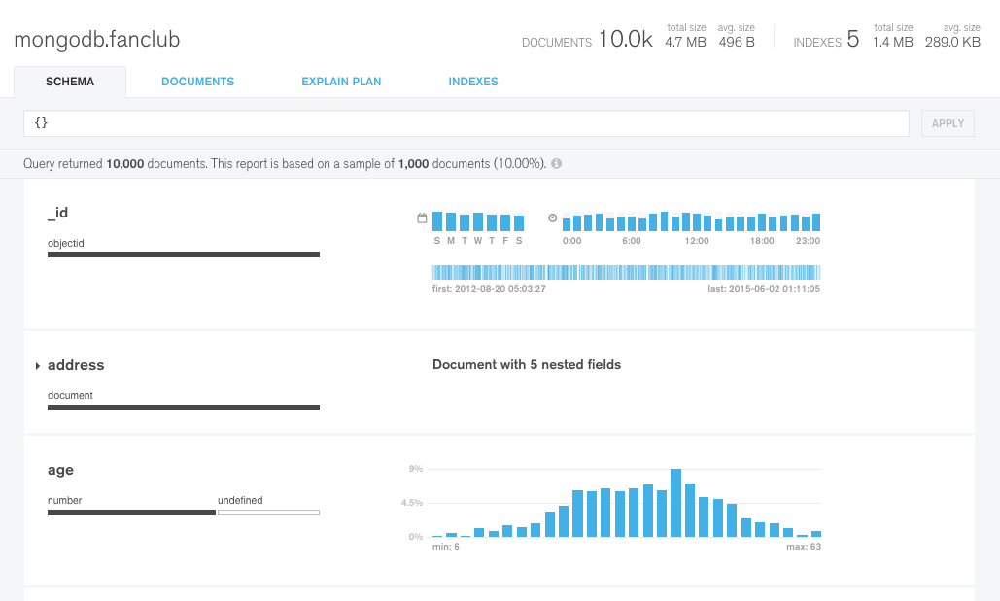 mongodb.fanclub
DOCUMENTS 10.0k total size 4.7 MB avg. size 496 B INDEXES 5 total size 1.4 MB avg. size 289.0 KB
SCHEMA DOCUMENTS EXPLAIN PLAN INDEXES
{} APPLY
Query returned 10,000 documents. This report is based on a sample of 1,000 documents (10.00%).
_id
objectid
S M T W T F S 0:00 6:00 12:00 18:00 23:00
first: 2012-08-20 05:03:27 last: 2015-06-02 01:11:05
address Document with 5 nested fields
document
age
number undefined
9%
4.5%
0%
min: 6 max: 63